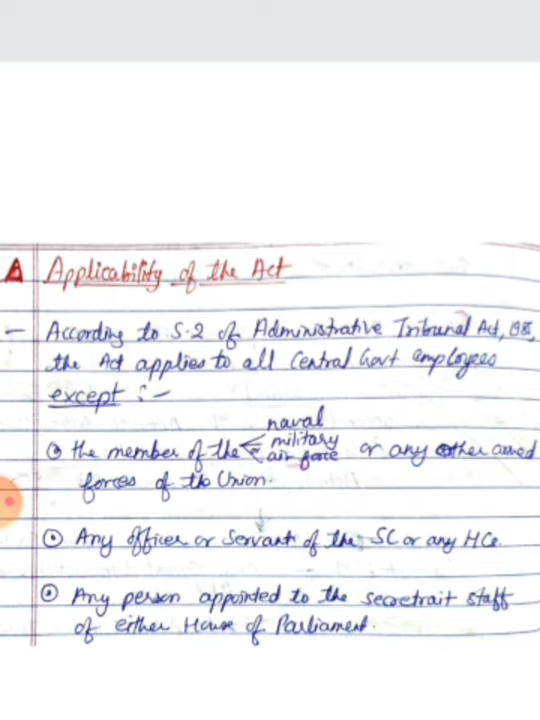 A Applicability of the Act
— According to S.2 of Administrative Tribunal Act, 1985,
the Act applies to all Central Govt employees
except :-
naval
⊙ the member of the military or any other armed
air force
forces of the Union.
⊙ Any officer or Servant of the SC or any HCs.
⊙ Any person appointed to the secretrait staff
of either House of Parliament.